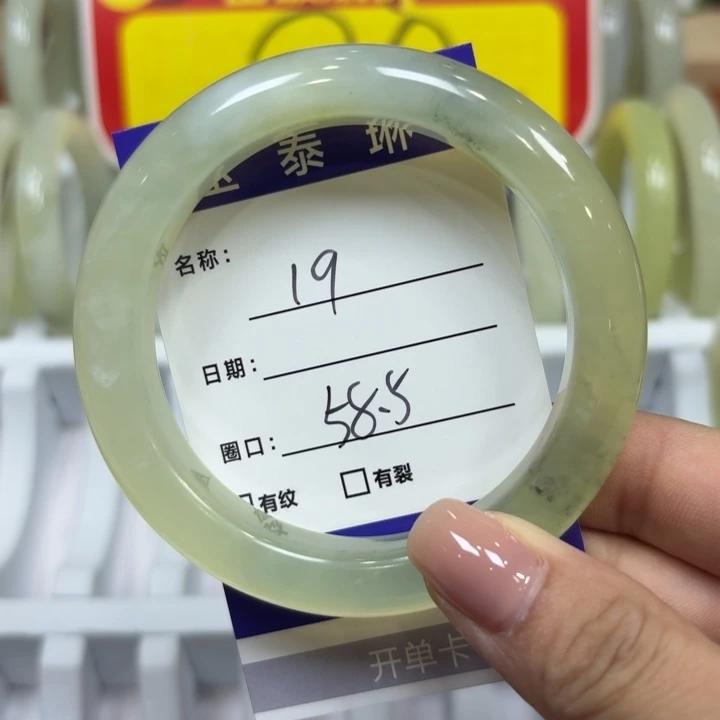 泰琳
名称: 19
日期:
圈口: 58.5
有纹 □有裂
开单卡